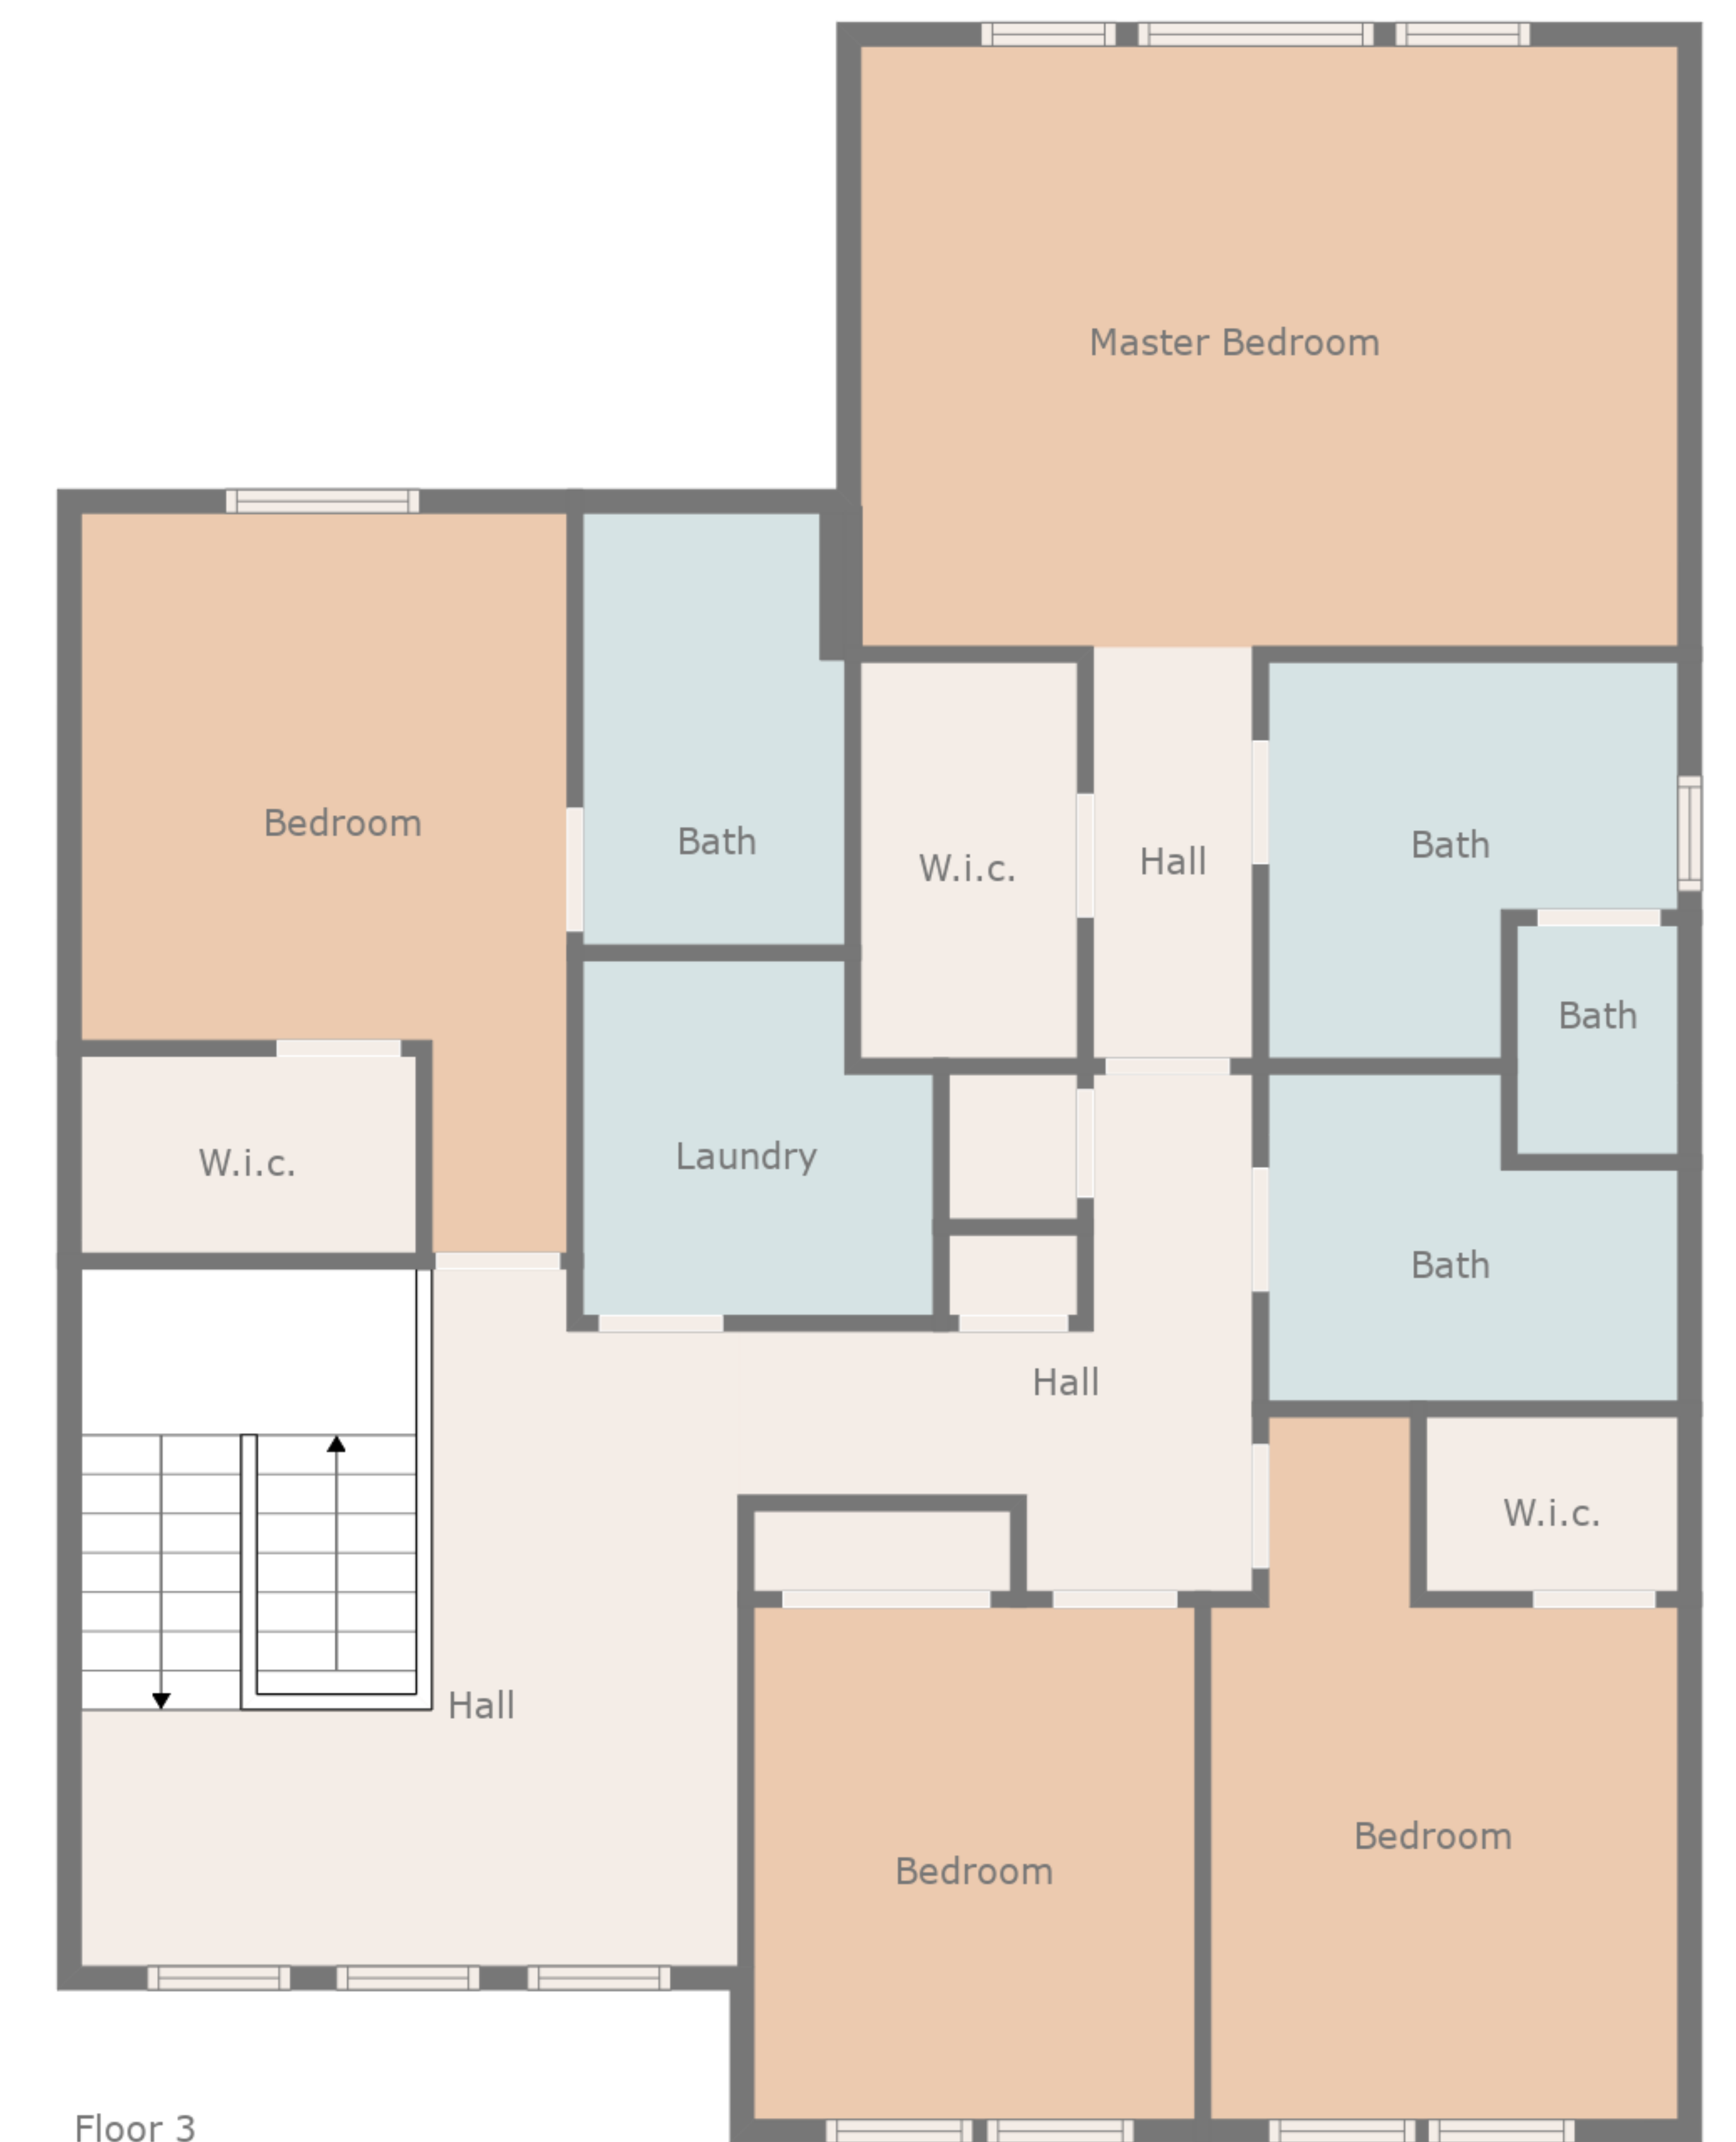 Master Bedroom
Bedroom
Bath
W.i.c.
Hall
Bath
Bath
W.i.c.
Laundry
Bath
Hall
W.i.c.
Hall
Bedroom
Bedroom
Floor 3